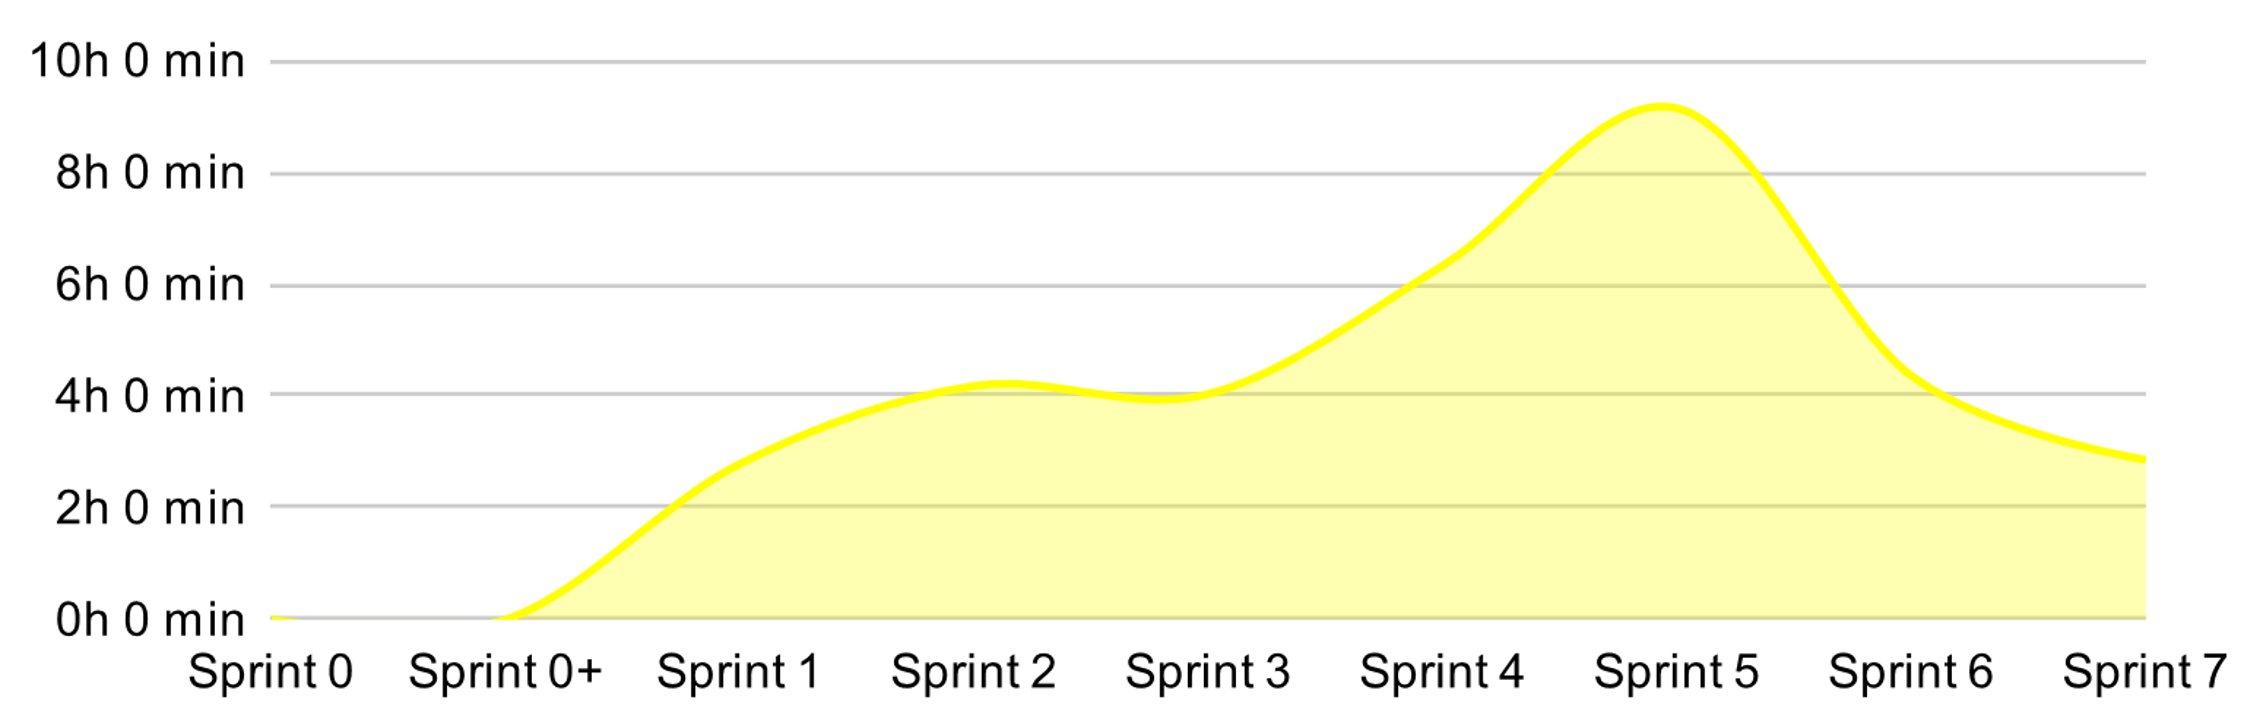 10h 0 min
8h 0 min
6h 0 min
4h 0 min
2h 0 min
0h 0 min
Sprint 0 Sprint 0+ Sprint 1 Sprint 2 Sprint 3 Sprint 4 Sprint 5 Sprint 6 Sprint 7